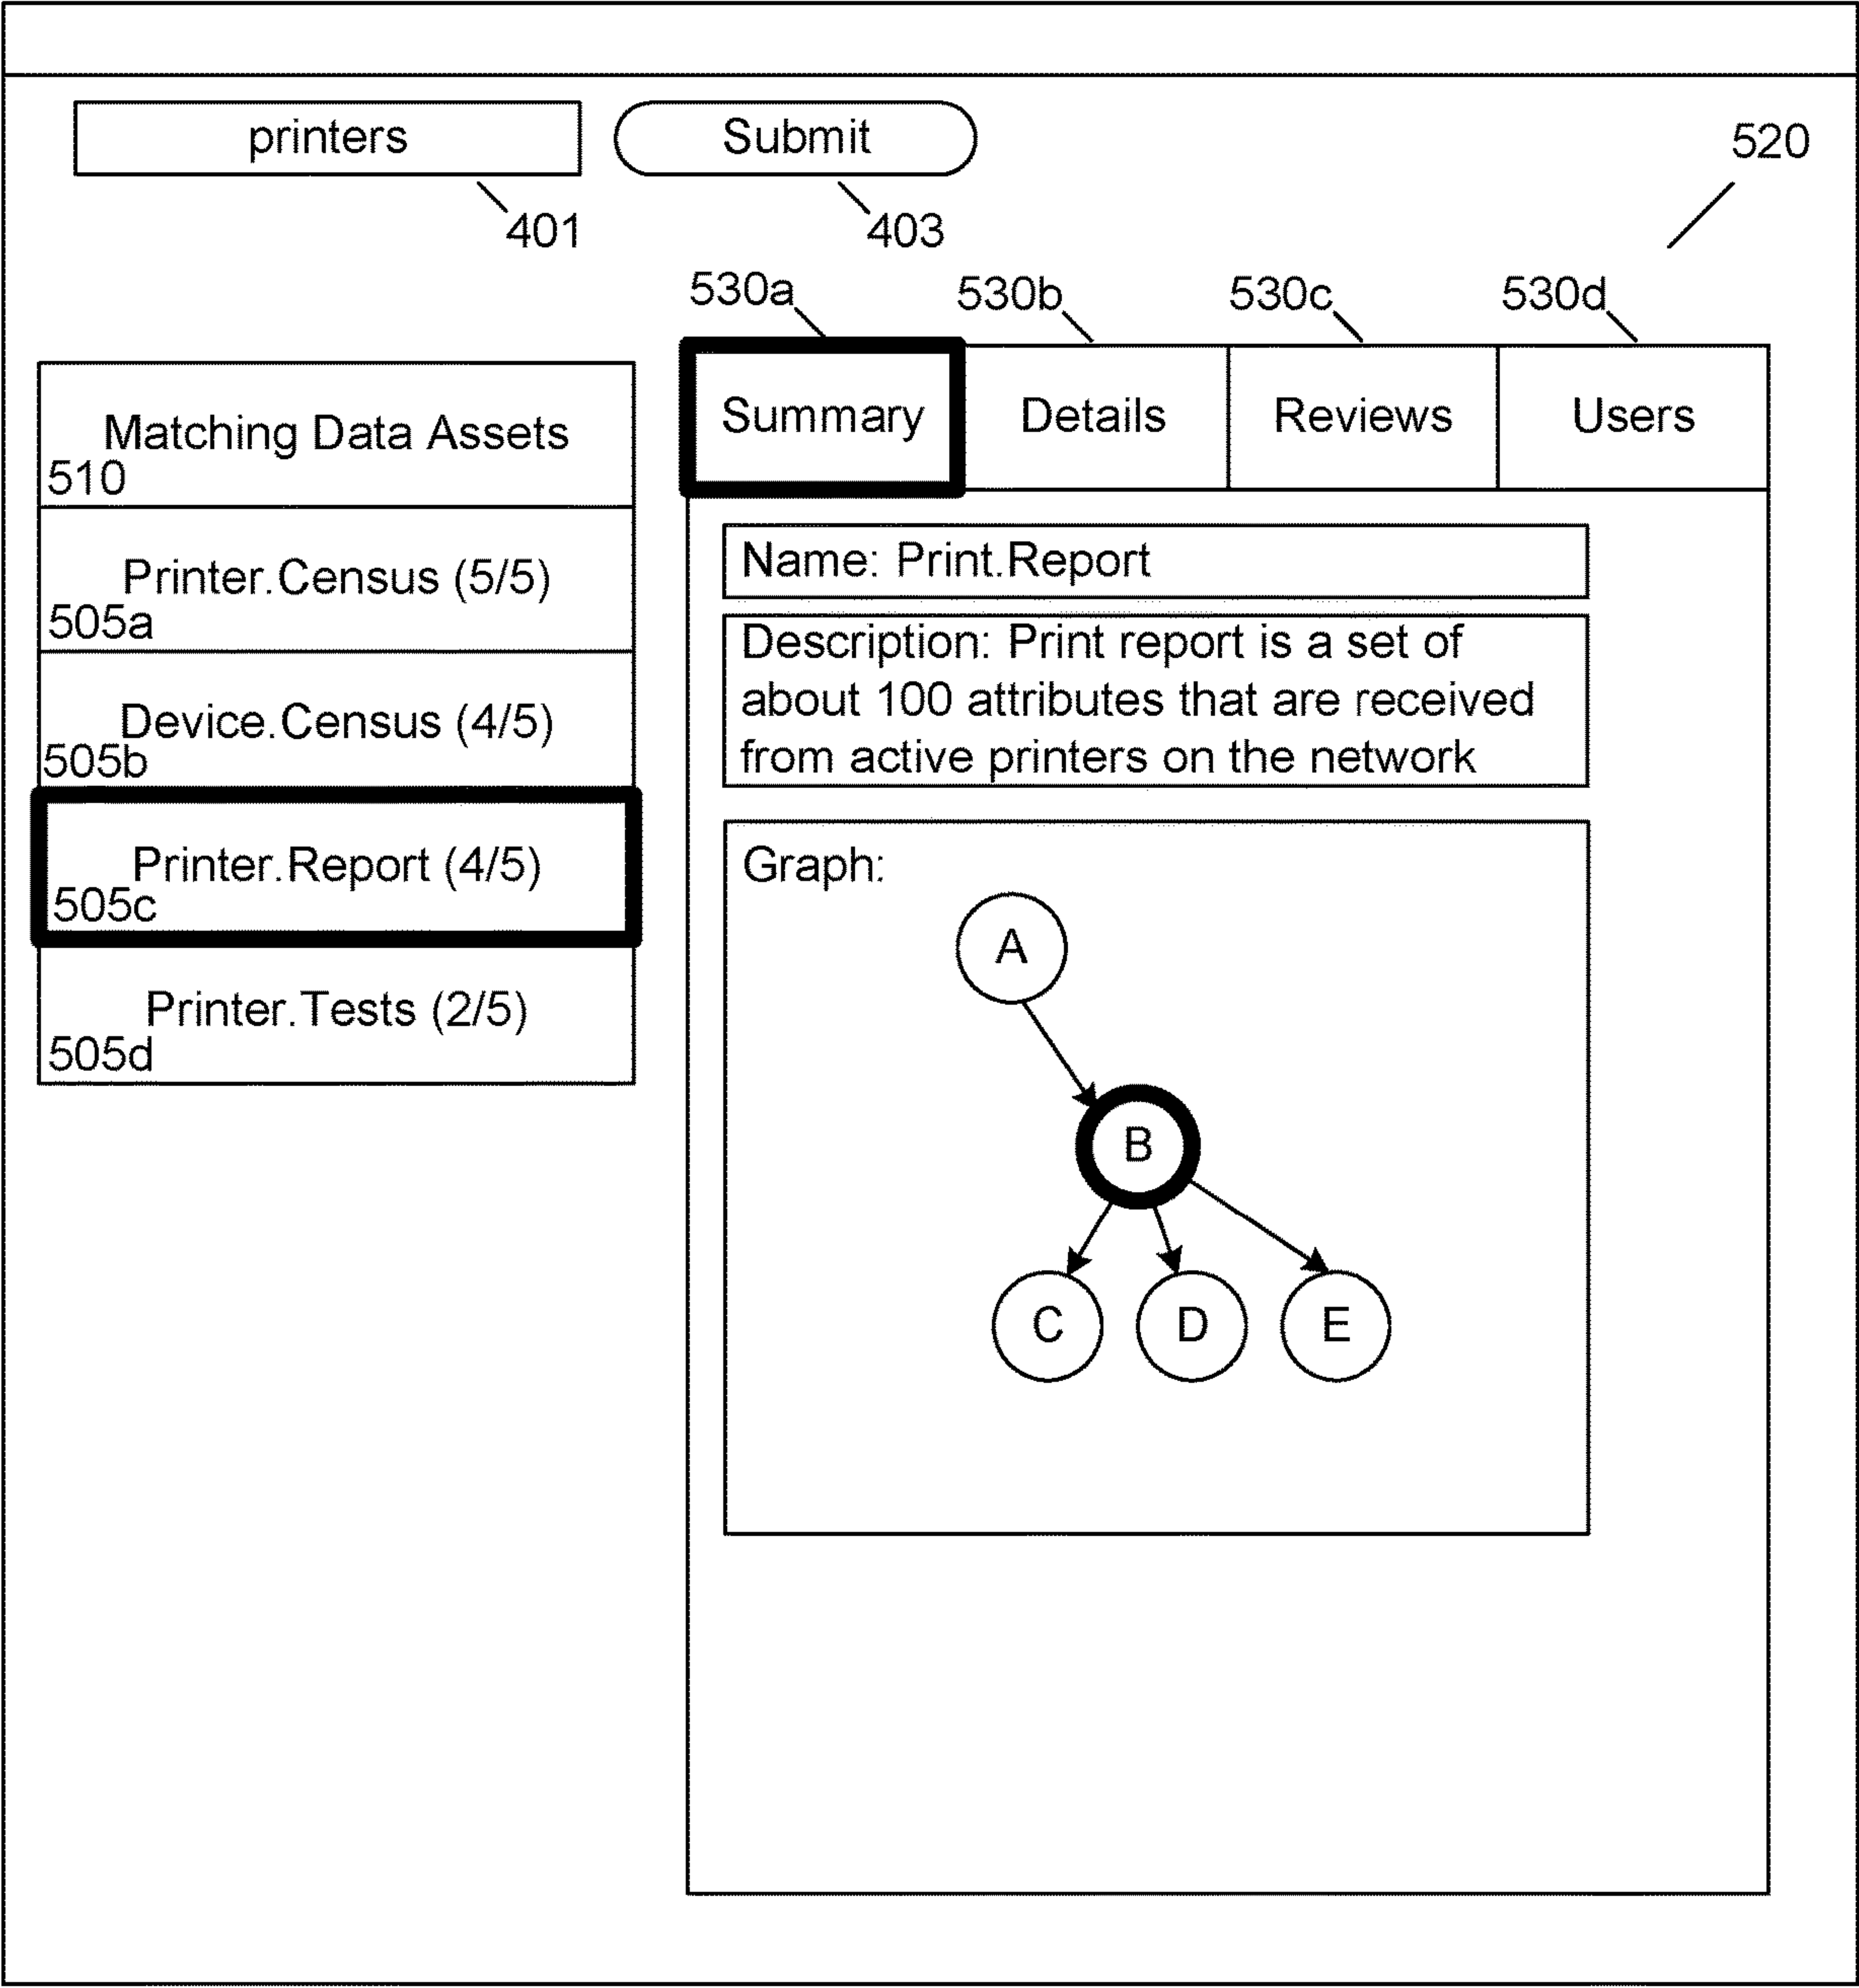 printers
Submit
520
401
403
530a
530b
530c
530d
Summary
Details
Reviews
Users
Matching Data Assets
510
Printer.Census (5/5)
505a
Device.Census (4/5)
505b
Printer.Report (4/5)
505c
Printer.Tests (2/5)
505d
Name: Print.Report
Description: Print report is a set of
about 100 attributes that are received
from active printers on the network
Graph:
A
B
C
D
E